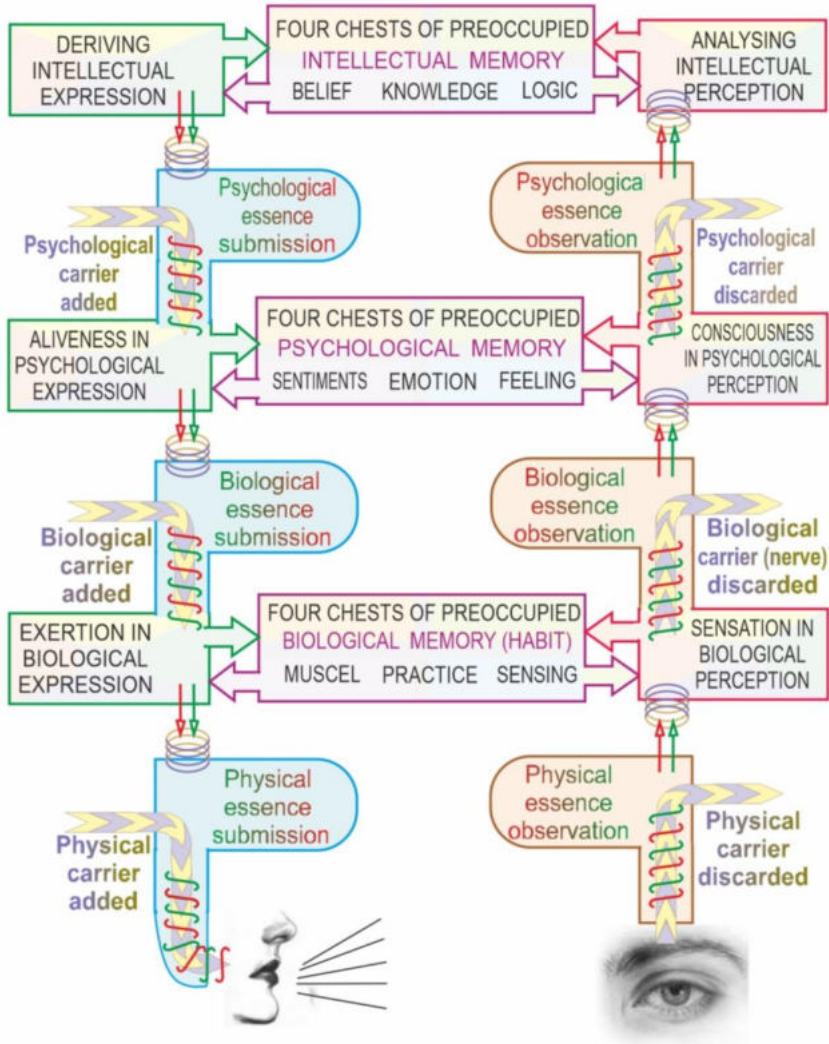 DERIVING
INTELLECTUAL
EXPRESSION
FOUR CHESTS OF PREOCCUPIED
INTELLECTUAL MEMORY
BELIEF KNOWLEDGE LOGIC
ANALYSING
INTELLECTUAL
PERCEPTION
Psychological
essence
submission
Psychological
essence
observation
Psychological
carrier
added
Psychological
carrier
discarded
ALIVENESS IN
PSYCHOLOGICAL
EXPRESSION
FOUR CHESTS OF PREOCCUPIED
PSYCHOLOGICAL MEMORY
SENTIMENTS EMOTION FEELING
CONSCIOUSNESS
IN PSYCHOLOGICAL
PERCEPTION
Biological
essence
submission
Biological
essence
observation
Biological
carrier
added
Biological
carrier (nerve)
discarded
EXERTION IN
BIOLOGICAL
EXPRESSION
FOUR CHESTS OF PREOCCUPIED
BIOLOGICAL MEMORY (HABIT)
MUSCEL PRACTICE SENSING
SENSATION IN
BIOLOGICAL
PERCEPTION
Physical
essence
submission
Physical
essence
observation
Physical
carrier
added
Physical
carrier
discarded